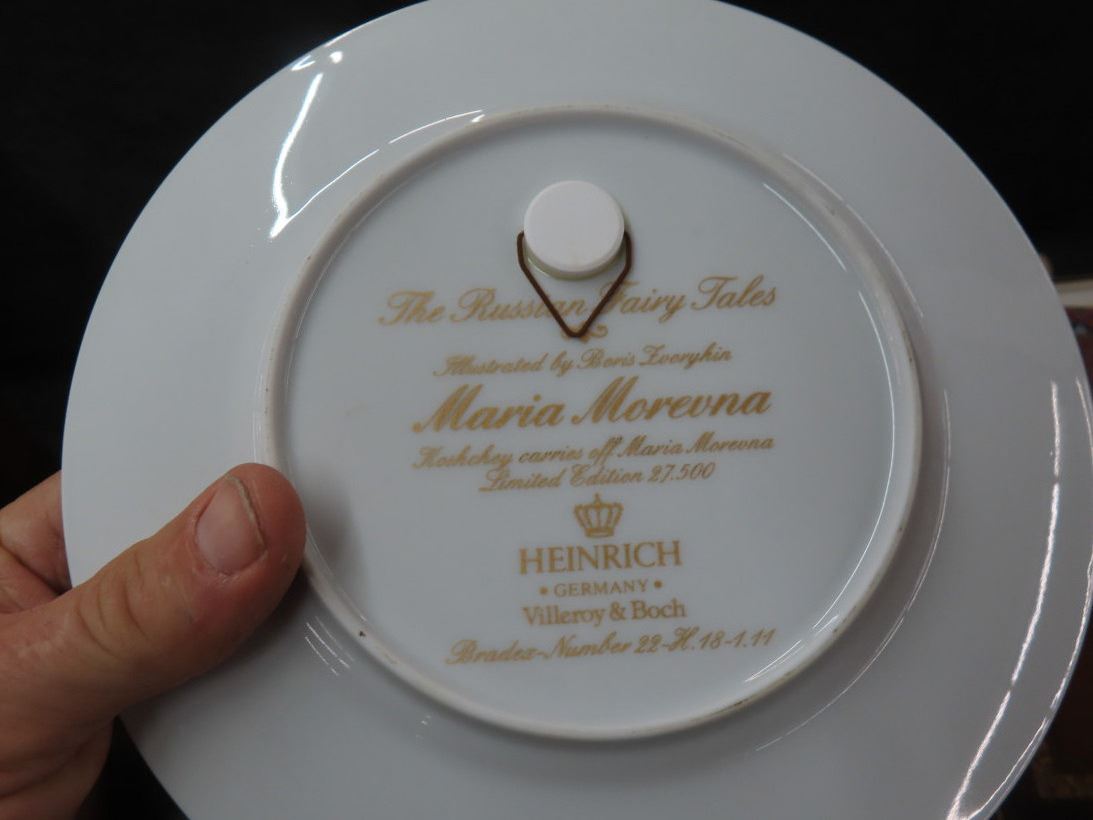 The Russian Fairy Tales
Illustrated by Boris Zvorykin
Maria Morevna
Koshchey carries off Maria Morevna
Limited Edition 27.500
HEINRICH
• GERMANY •
Villeroy & Boch
Bradex-Number 22-H.18-1.11